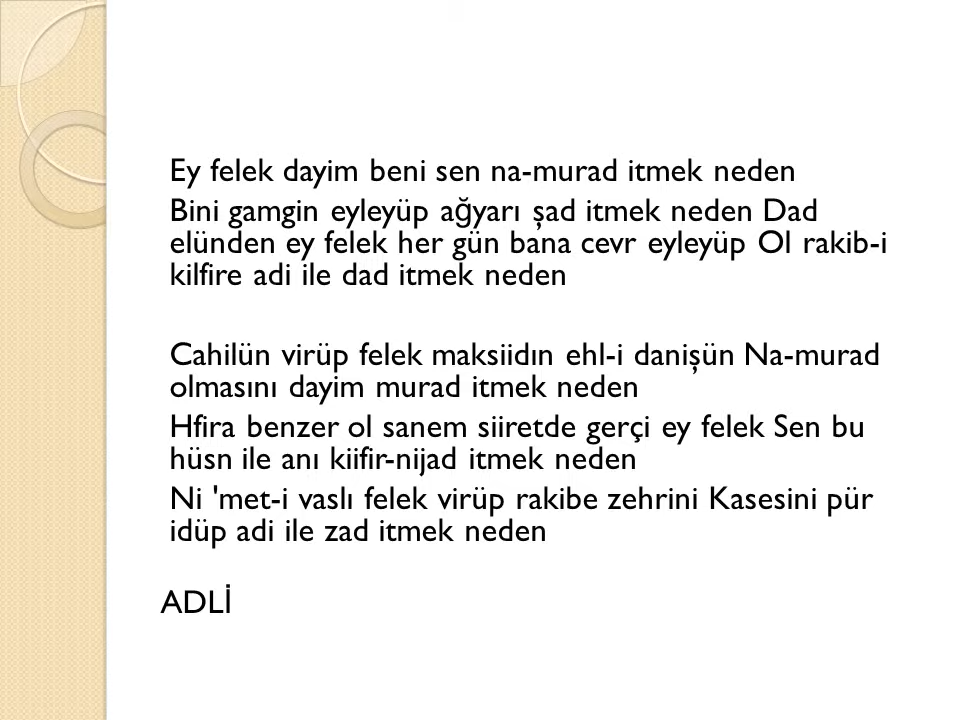 Ey felek dayim beni sen na-murad itmek neden
Bini gamgin eyleyüp ağyarı şad itmek neden Dad
elünden ey felek her gün bana cevr eyleyüp Ol rakib-i
kilfire adi ile dad itmek neden
Cahilün virüp felek maksiidın ehl-i danişün Na-murad
olmasını dayim murad itmek neden
Hfira benzer ol sanem siiretde gerçi ey felek Sen bu
hüsn ile anı kiifir-nijad itmek neden
Ni 'met-i vaslı felek virüp rakibe zehrini Kasesini pür
idüp adi ile zad itmek neden
ADLİ